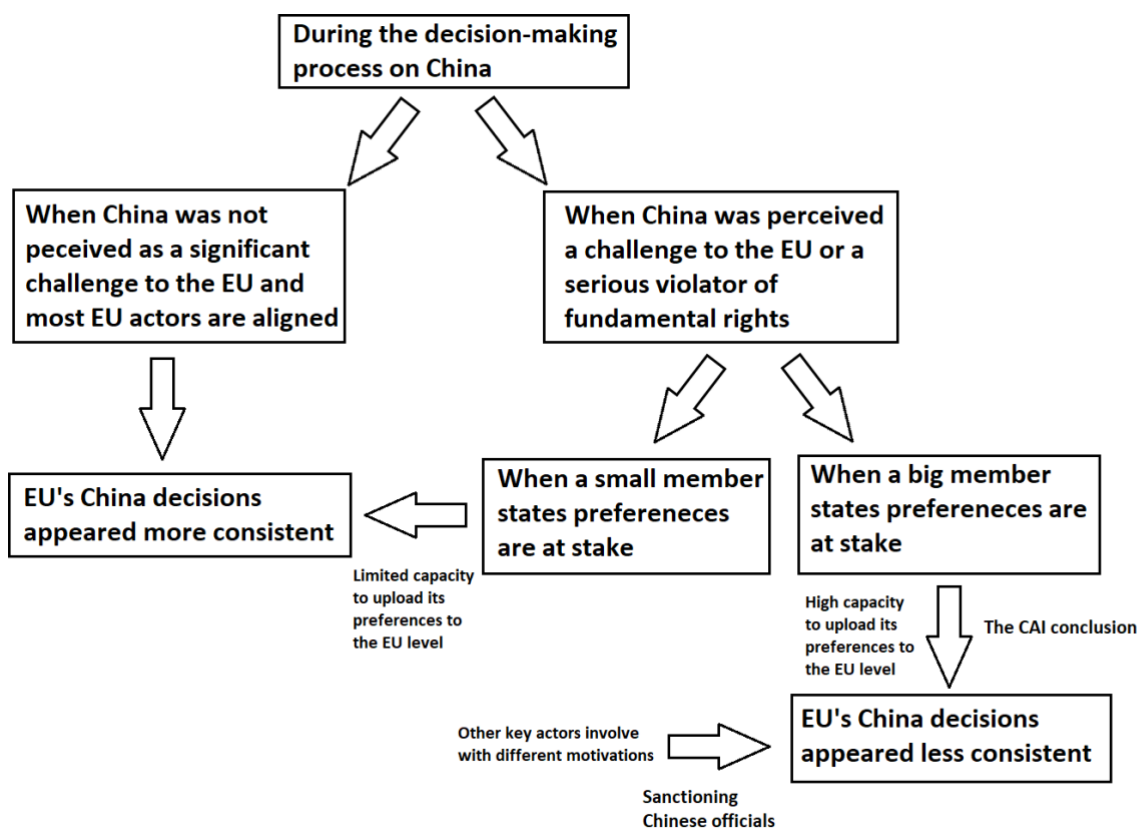 During the decision-making
process on China
When China was not
peceived as a significant
challenge to the EU and
most EU actors are aligned
When China was perceived
a challenge to the EU or a
serious violator of
fundamental rights
EU's China decisions
appeared more consistent
Limited capacity
to upload its
preferences to
the EU level
When a small member
states prefereneces
are at stake
When a big member
states prefereneces are
at stake
High capacity
to upload its
preferences to
the EU level
The CAI conclusion
Other key actors involve
with different motivations
Sanctioning
Chinese officials
EU's China decisions
appeared less consistent